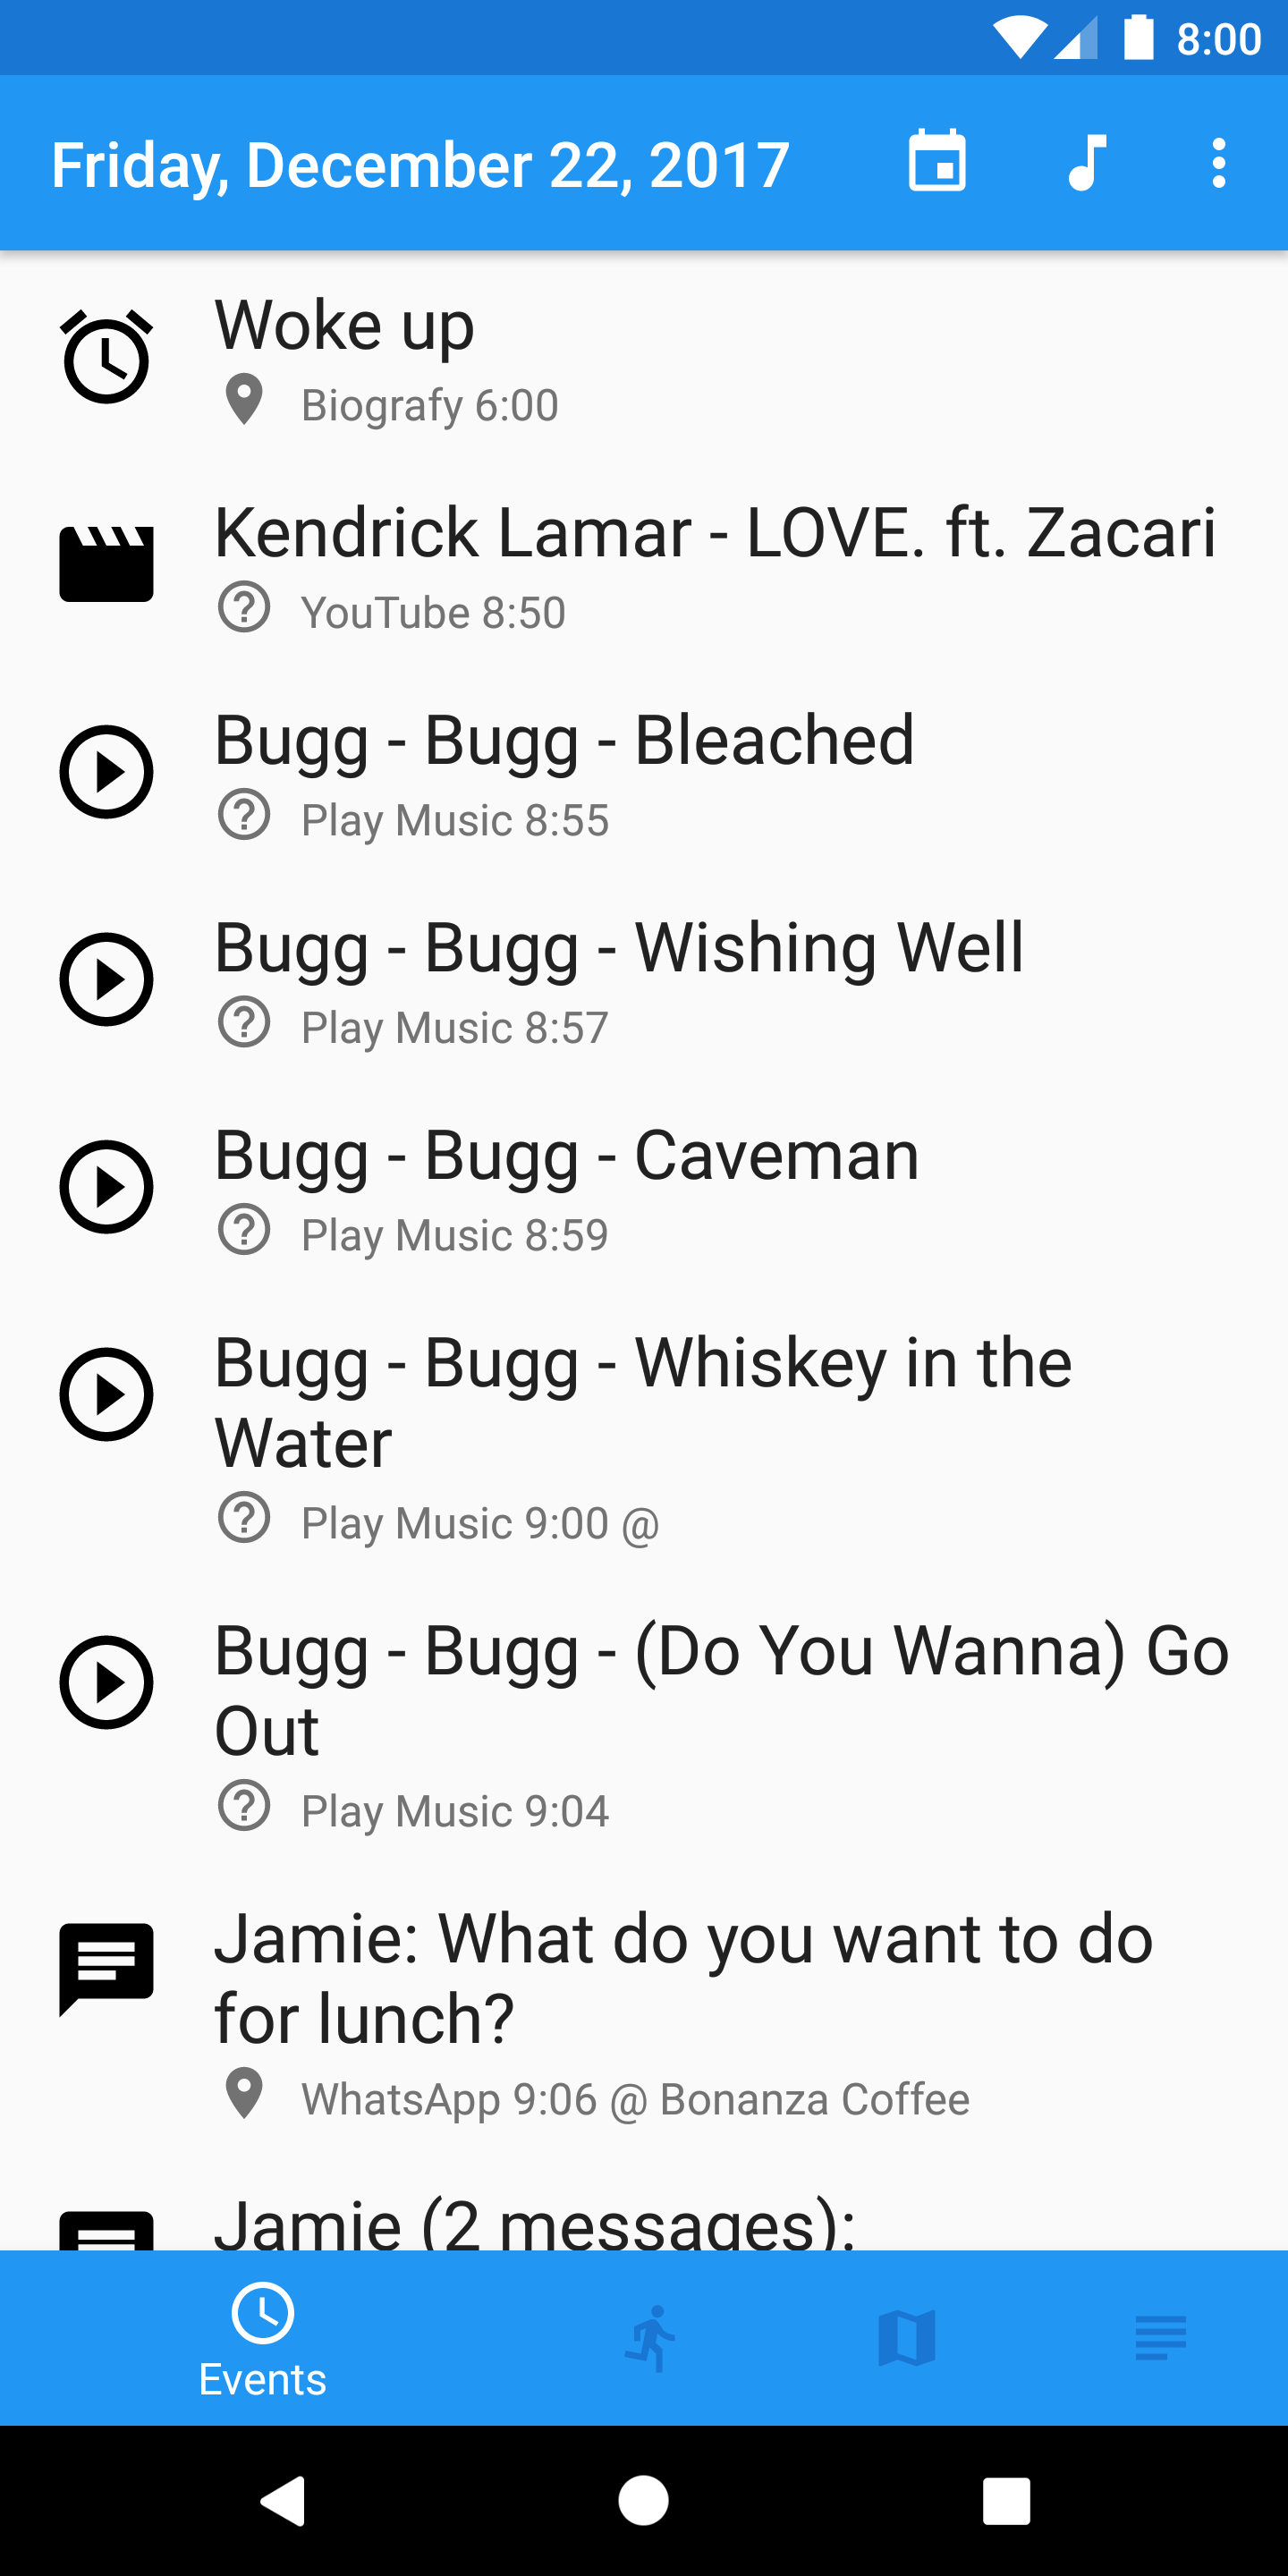 8:00
Friday, December 22, 2017
Woke up
Biografy 6:00
Kendrick Lamar - LOVE. ft. Zacari
YouTube 8:50
Bugg - Bugg - Bleached
Play Music 8:55
Bugg - Bugg - Wishing Well
Play Music 8:57
Bugg - Bugg - Caveman
Play Music 8:59
Bugg - Bugg - Whiskey in the
Water
Play Music 9:00 @
Bugg - Bugg - (Do You Wanna) Go
Out
Play Music 9:04
Jamie: What do you want to do
for lunch?
WhatsApp 9:06 @ Bonanza Coffee
Jamie (2 messages):
Events